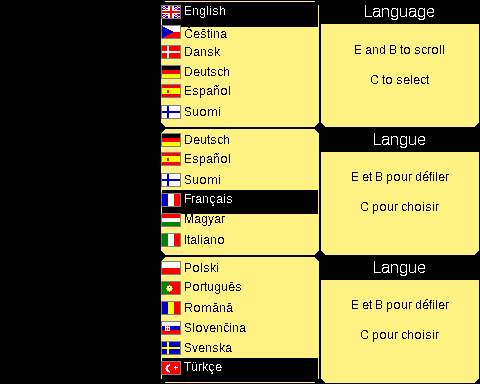 English
Čeština
Dansk
Deutsch
Español
Suomi
Language
E and B to scroll
C to select
Deutsch
Español
Suomi
Français
Magyar
Italiano
Langue
E et B pour défiler
C pour choisir
Polski
Português
Română
Slovenčina
Svenska
Türkçe
Langue
E et B pour défiler
C pour choisir